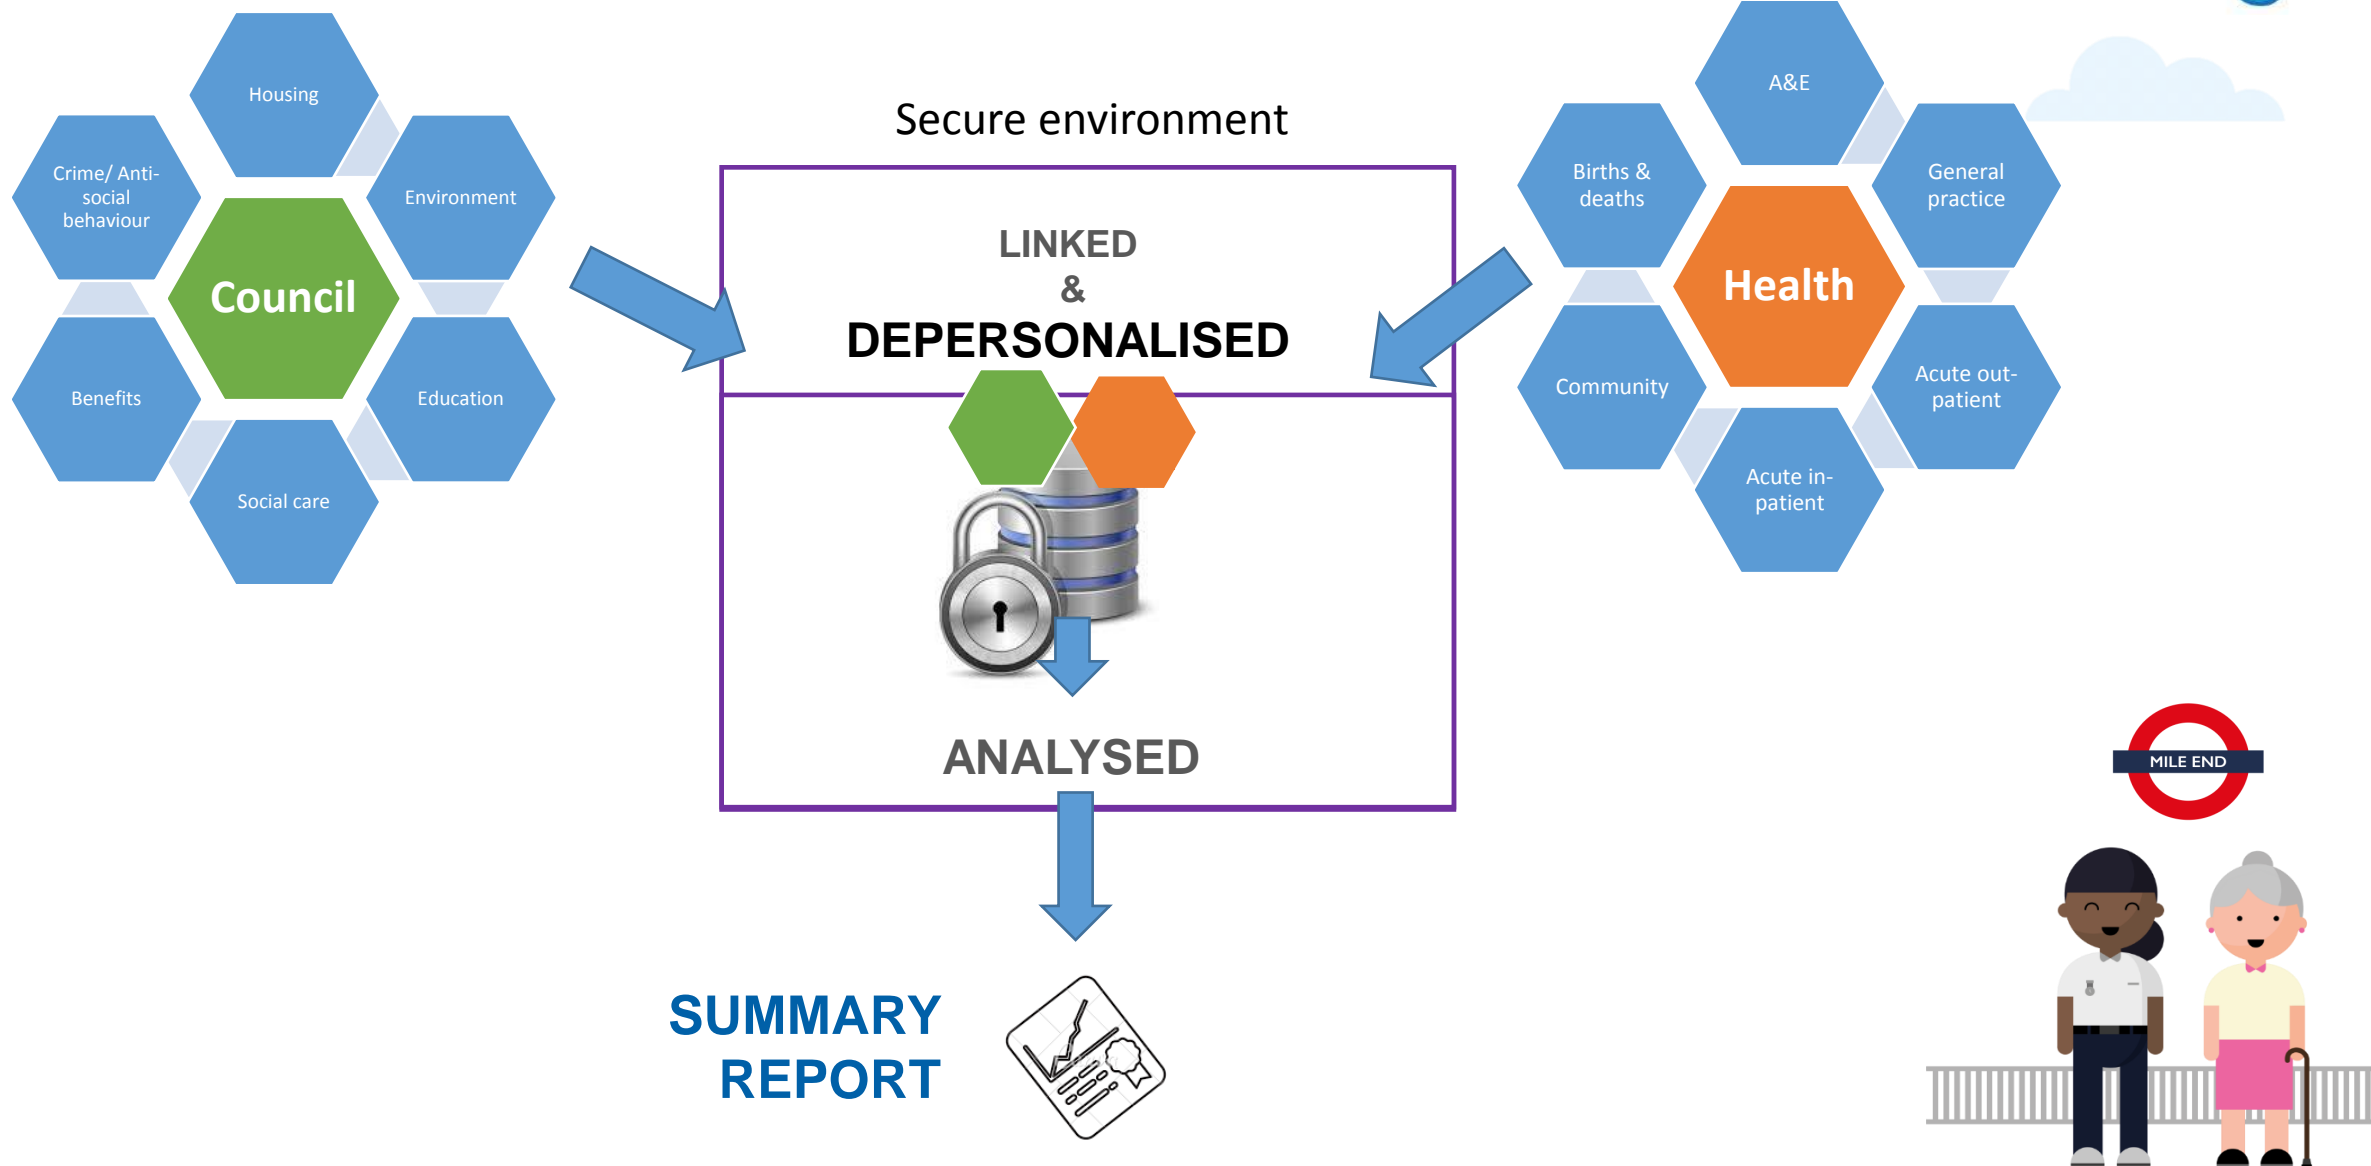 Housing
Crime/ Anti-
social
behaviour
Environment
Council
Benefits
Education
Social care
Secure environment
LINKED
&
DEPERSONALISED
ANALYSED
SUMMARY
REPORT
A&E
Births &
deaths
General
practice
Health
Community
Acute out-
patient
Acute in-
patient
MILE END